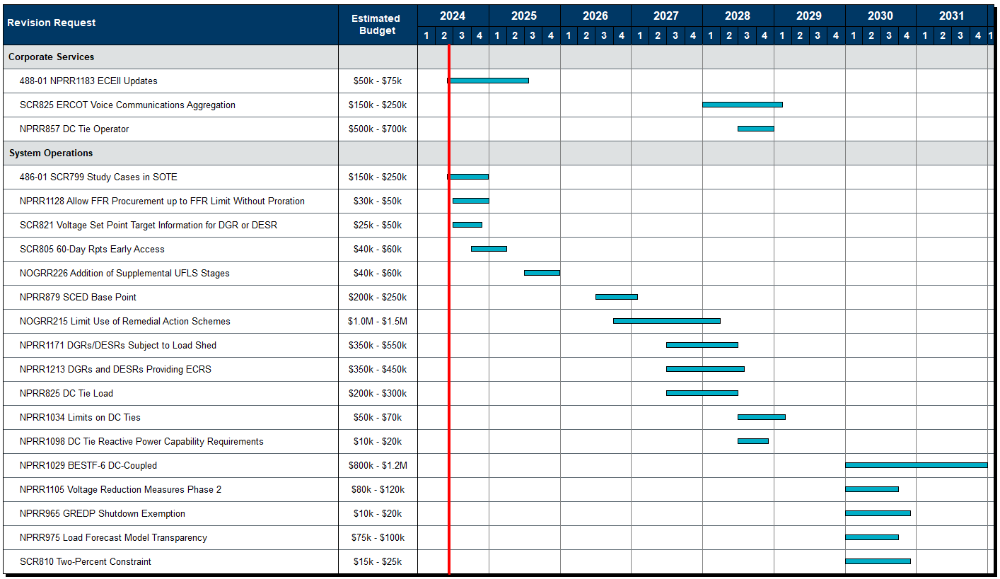 Revision Request Estimated Budget 2024 2025 2026 2027 2028 2029 2030 2031
1 2 3 4 1 2 3 4 1 2 3 4 1 2 3 4 1 2 3 4 1 2 3 4 1 2 3 4 1 2 3 4 1
Corporate Services
488-01 NPRR1183 ECEII Updates $50k - $75k
SCR825 ERCOT Voice Communications Aggregation $150k - $250k
NPRR857 DC Tie Operator $500k - $700k
System Operations
486-01 SCR799 Study Cases in SOTE $150k - $250k
NPRR1128 Allow FFR Procurement up to FFR Limit Without Proration $30k - $50k
SCR821 Voltage Set Point Target Information for DGR or DESR $25k - $50k
SCR805 60-Day Rpts Early Access $40k - $60k
NOGRR226 Addition of Supplemental UFLS Stages $40k - $60k
NPRR879 SCED Base Point $200k - $250k
NOGRR215 Limit Use of Remedial Action Schemes $1.0M - $1.5M
NPRR1171 DGRs/DESRs Subject to Load Shed $350k - $550k
NPRR1213 DGRs and DESRs Providing ECRS $350k - $450k
NPRR825 DC Tie Load $200k - $300k
NPRR1034 Limits on DC Ties $50k - $70k
NPRR1098 DC Tie Reactive Power Capability Requirements $10k - $20k
NPRR1029 BESTF-6 DC-Coupled $800k - $1.2M
NPRR1105 Voltage Reduction Measures Phase 2 $80k - $120k
NPRR965 GREDP Shutdown Exemption $10k - $20k
NPRR975 Load Forecast Model Transparency $75k - $100k
SCR810 Two-Percent Constraint $15k - $25k